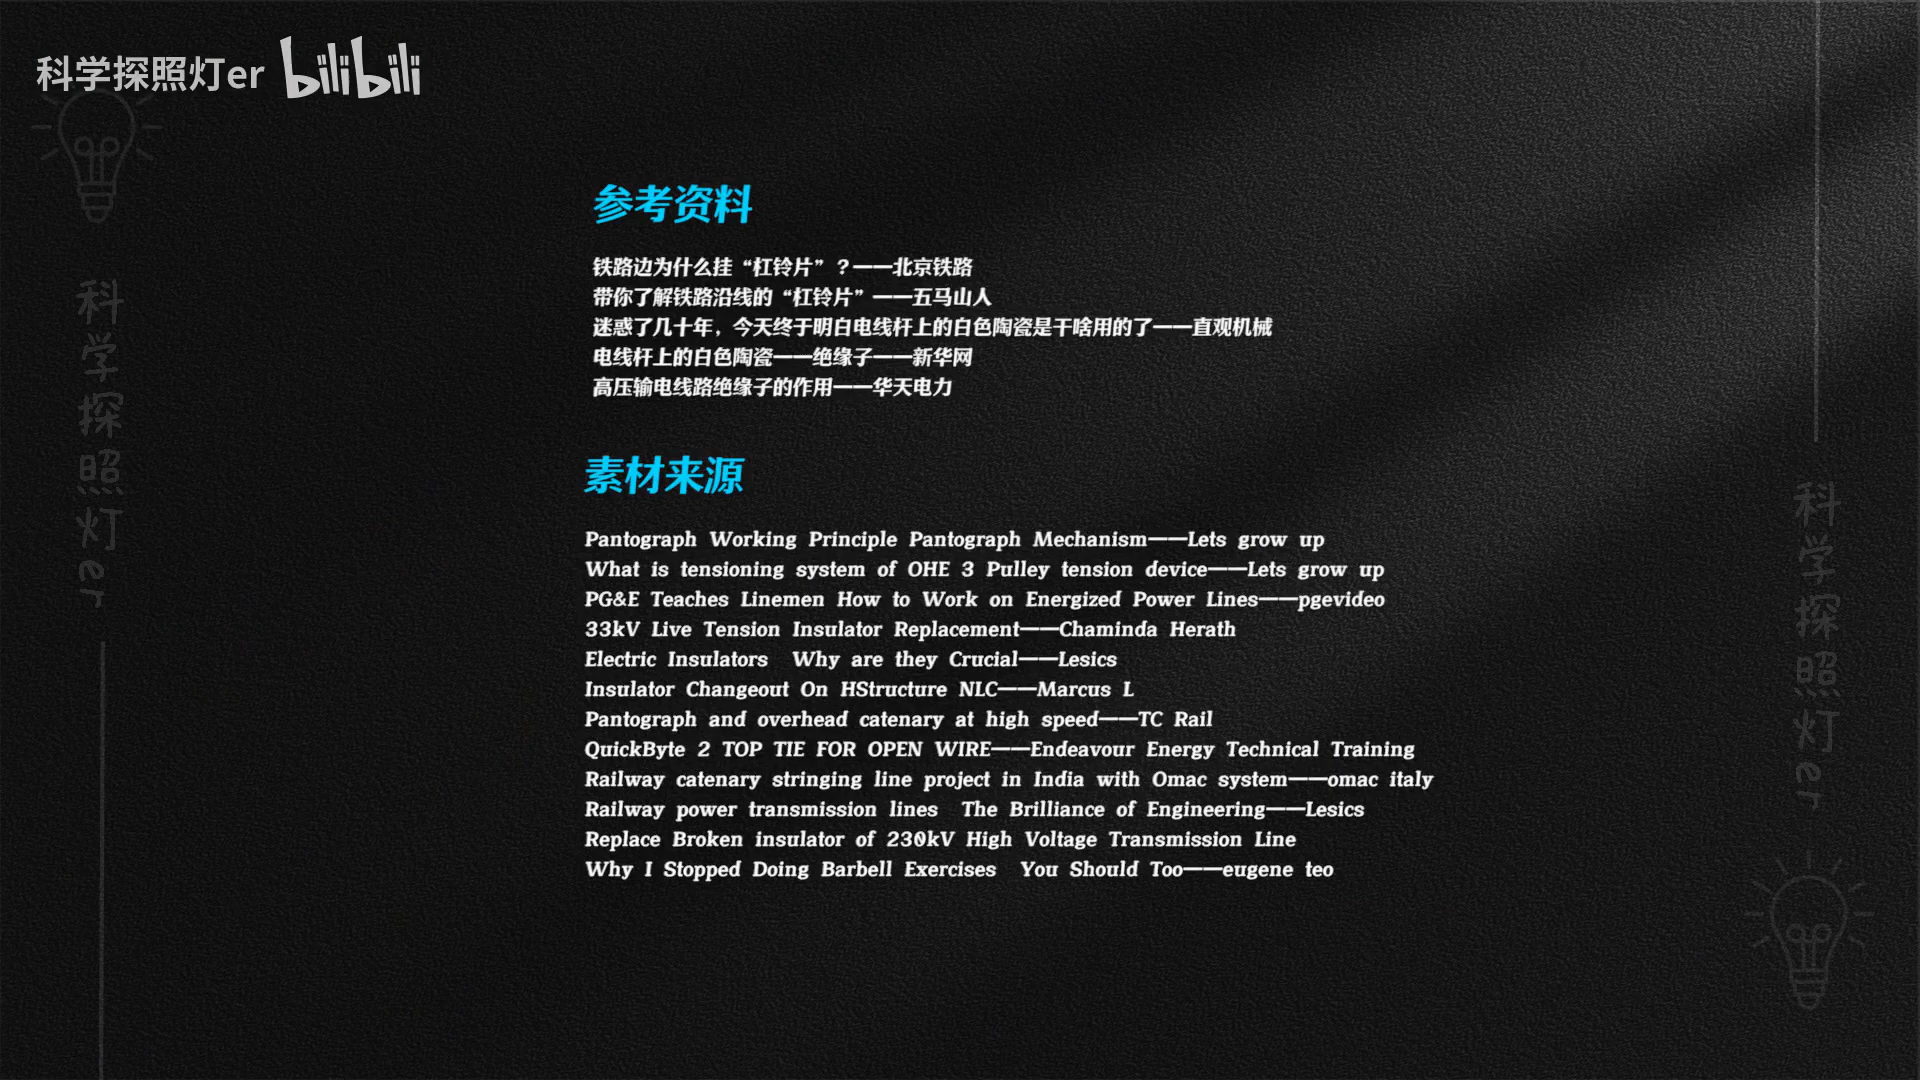 科学探照灯er bilibili
科学探照灯er
参考资料
铁路边为什么挂“杠铃片”？——北京铁路
带你了解铁路沿线的“杠铃片”——五马山人
迷惑了几十年，今天终于明白电线杆上的白色陶瓷是干啥用的了——直观机械
电线杆上的白色陶瓷——绝缘子——新华网
高压输电线路绝缘子的作用——华天电力
素材来源
Pantograph Working Principle Pantograph Mechanism——Lets grow up
What is tensioning system of OHE 3 Pulley tension device——Lets grow up
PG&E Teaches Linemen How to Work on Energized Power Lines——pgevideo
33kV Live Tension Insulator Replacement——Chaminda Herath
Electric Insulators Why are they Crucial——Lesics
Insulator Changeout On HStructure NLC——Marcus L
Pantograph and overhead catenary at high speed——TC Rail
QuickByte 2 TOP TIE FOR OPEN WIRE——Endeavour Energy Technical Training
Railway catenary stringing line project in India with Omac system——omac italy
Railway power transmission lines The Brilliance of Engineering——Lesics
Replace Broken insulator of 230kV High Voltage Transmission Line
Why I Stopped Doing Barbell Exercises You Should Too——eugene teo
科学探照灯er